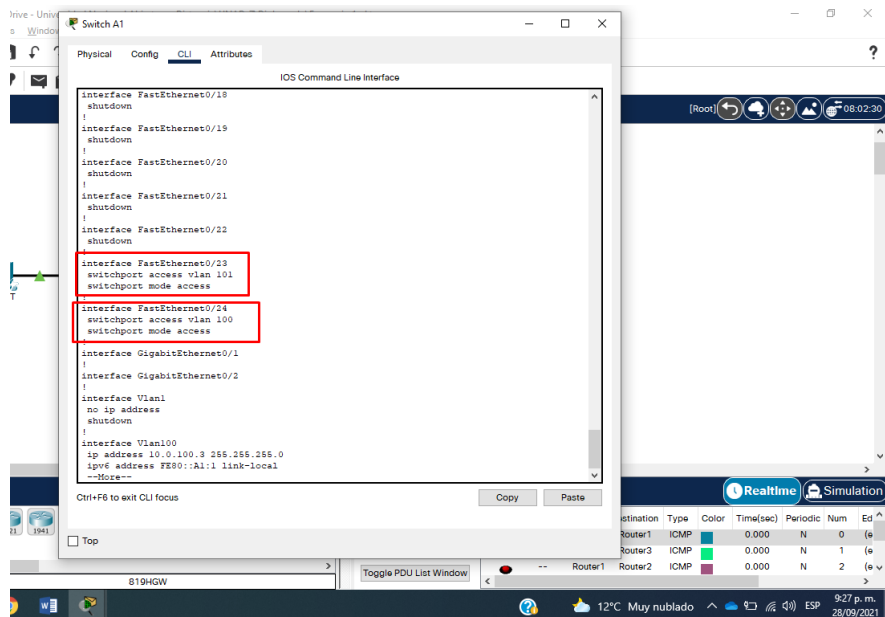 Drive - Unive
s Window
Switch A1
Physical Config CLI Attributes
IOS Command Line Interface
interface FastEthernet0/18
shutdown
!
interface FastEthernet0/19
shutdown
!
interface FastEthernet0/20
shutdown
!
interface FastEthernet0/21
shutdown
!
interface FastEthernet0/22
shutdown
!
interface FastEthernet0/23
switchport access vlan 101
switchport mode access
!
interface FastEthernet0/24
switchport access vlan 100
switchport mode access
!
interface GigabitEthernet0/1
!
interface GigabitEthernet0/2
!
interface Vlan1
no ip address
shutdown
!
interface Vlan100
ip address 10.0.100.3 255.255.255.0
ipv6 address FE80::A1:1 link-local
--More--
Ctrl+F6 to exit CLI focus
Copy Paste
Top
?
[Root] 08:02:30
T
Realtime Simulation
1941
819HGW
Toggle PDU List Window
stination Type Color Time(sec) Periodic Num Ed
Router1 ICMP 0.000 N 0 (e
Router3 ICMP 0.000 N 1 (e
-- Router1 Router2 ICMP 0.000 N 2 (e
12°C Muy nublado ESP
9:27 p. m.
28/09/2021